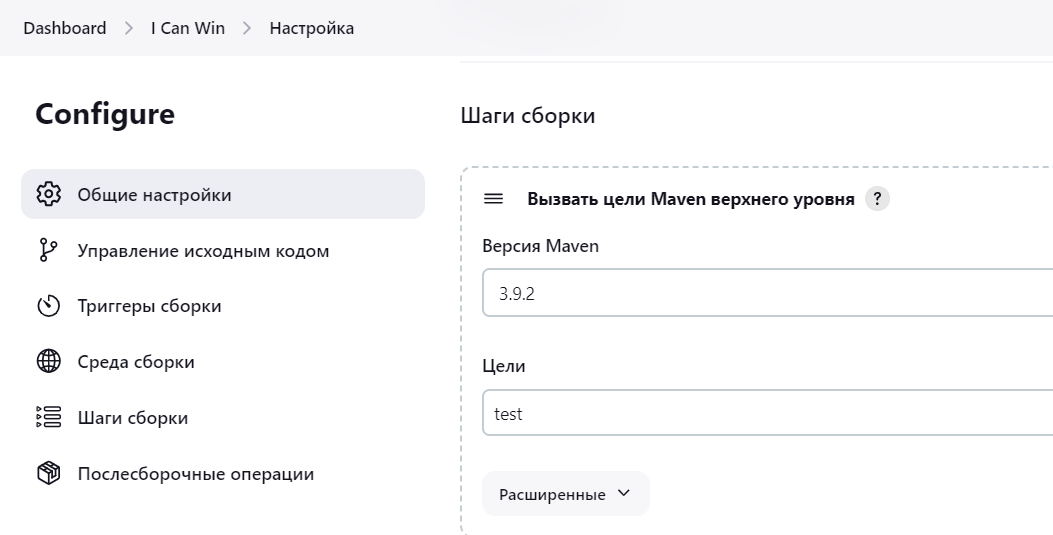 Dashboard > I Can Win > Настройка
Configure
Общие настройки
Управление исходным кодом
Триггеры сборки
Среда сборки
Шаги сборки
Послесборочные операции
Шаги сборки
Вызвать цели Maven верхнего уровня ?
Версия Maven
3.9.2
Цели
test
Расширенные